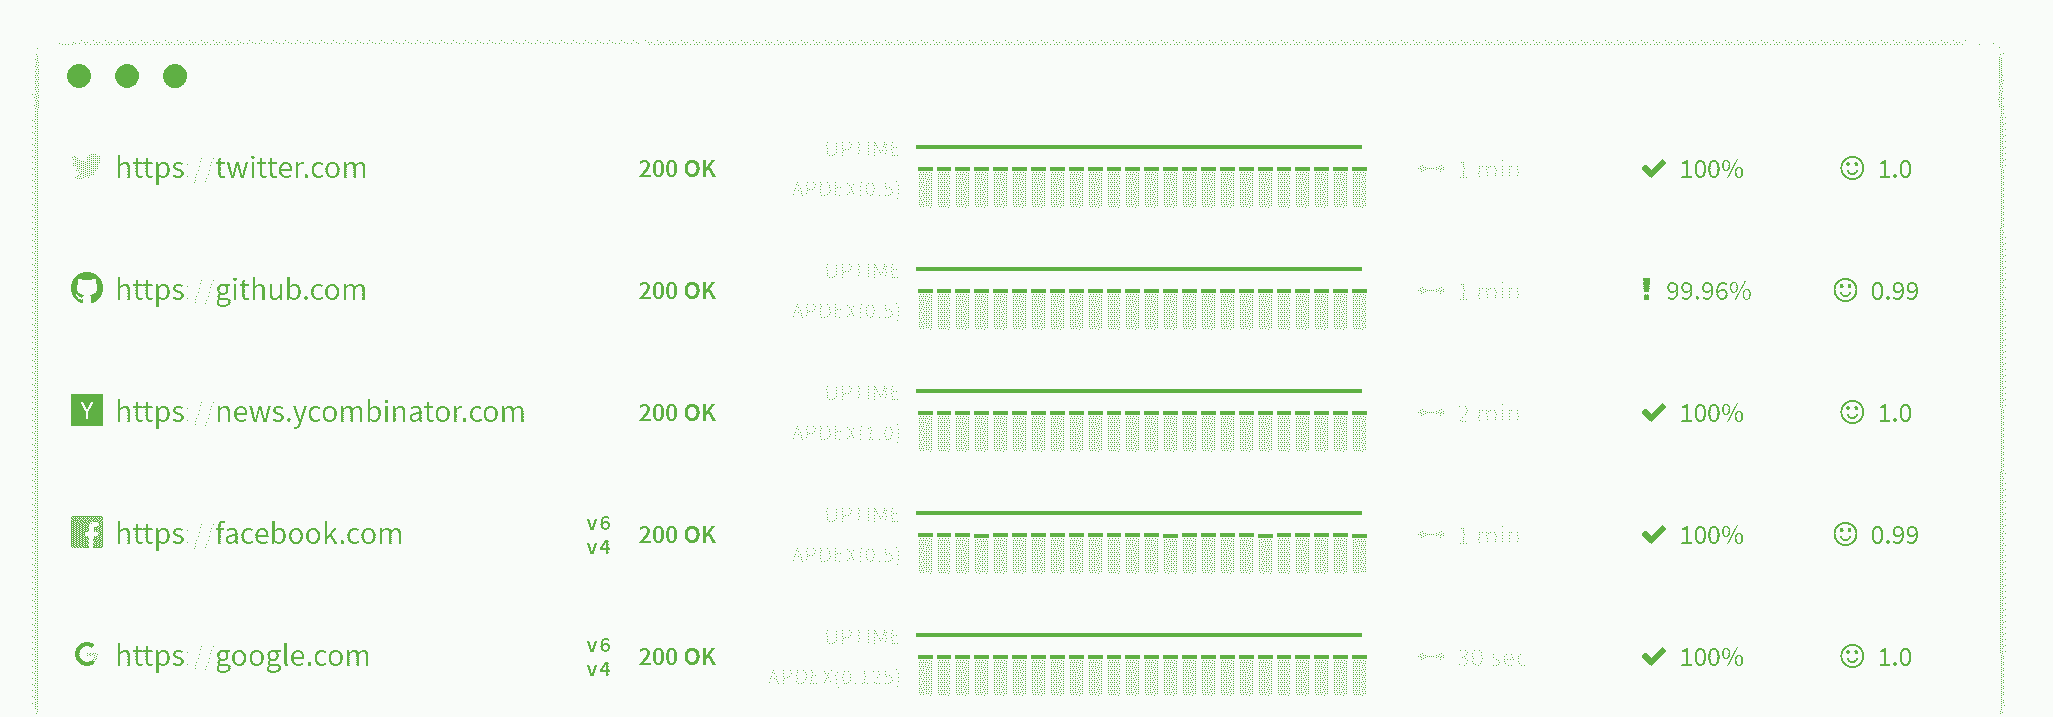 UPTIME
https://twitter.com 200 OK 1 min 100% 1.0
APDEX(0.5)
UPTIME
https://github.com 200 OK 1 min 99.96% 0.99
APDEX(0.5)
UPTIME
Y https://news.ycombinator.com 200 OK 2 min 100% 1.0
APDEX(1.0)
UPTIME
v6
https://facebook.com 200 OK 1 min 100% 0.99
v4
APDEX(0.5)
UPTIME
v6
https://google.com 200 OK 30 sec 100% 1.0
v4
APDEX(0.125)